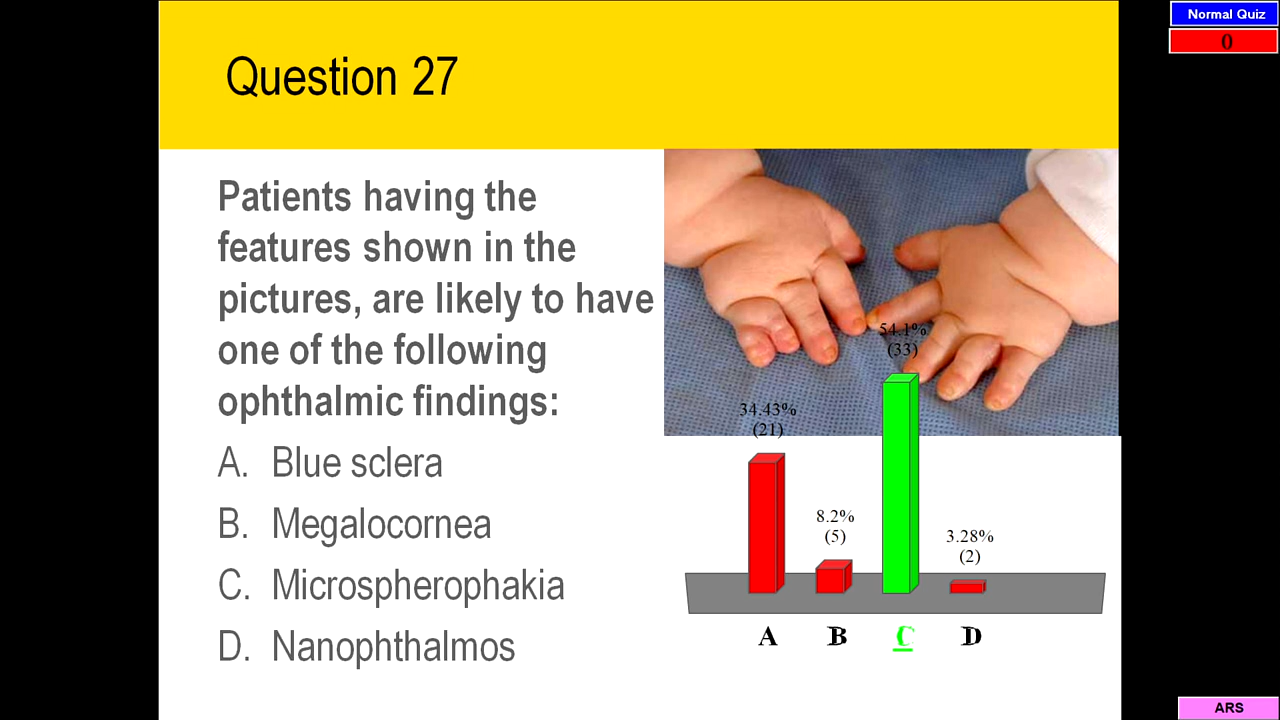 Normal Quiz
0
Question 27
Patients having the
features shown in the
pictures, are likely to have
one of the following
ophthalmic findings:
A. Blue sclera
B. Megalocornea
C. Microspherophakia
D. Nanophthalmos
34.43%
(21)
8.2%
(5)
54.1%
(33)
3.28%
(2)
A B C D
ARS